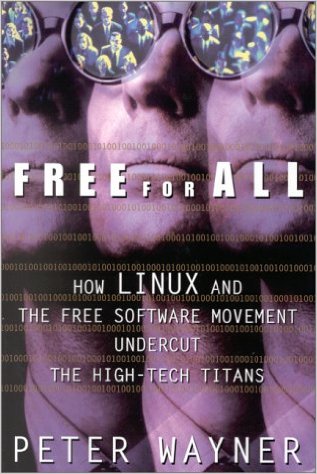 FREE FOR ALL
HOW LINUX AND
THE FREE SOFTWARE MOVEMENT
UNDERCUT
THE HIGH-TECH TITANS
PETER WAYNER